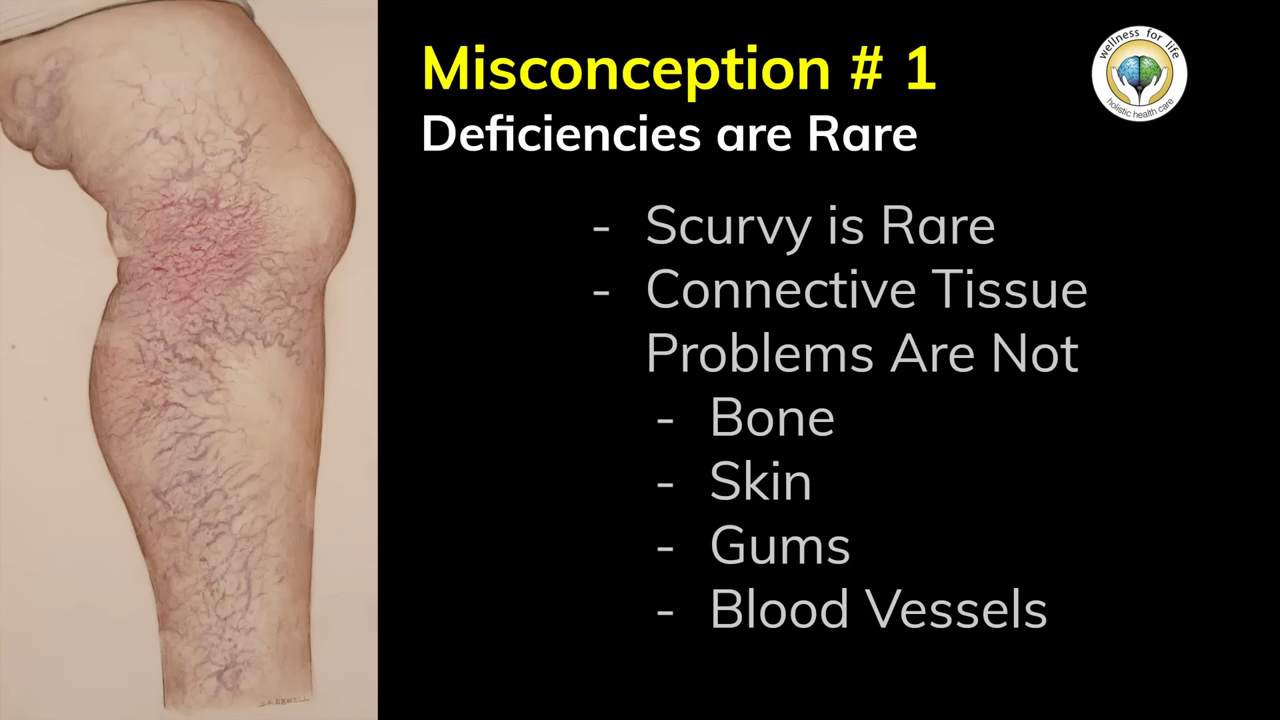 Misconception # 1
Deficiencies are Rare
wellness for life
holistic health care
- Scurvy is Rare
- Connective Tissue
Problems Are Not
- Bone
- Skin
- Gums
- Blood Vessels